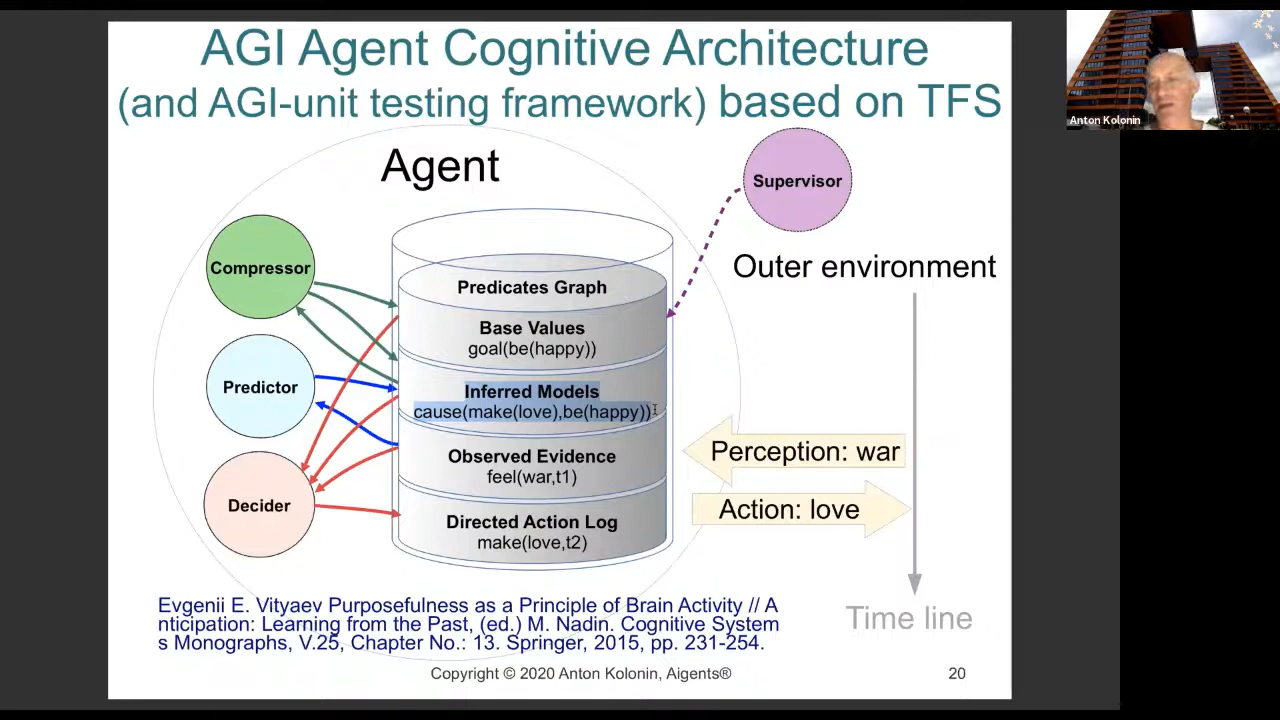 AGI Agent Cognitive Architecture
(and AGI-unit testing framework) based on TFS
Anton Kolonin
Agent
Supervisor
Compressor
Outer environment
Predicates Graph
Base Values
goal(be(happy))
Predictor
Inferred Models
cause(make(love),be(happy))
Observed Evidence
feel(war,t1)
Perception: war
Decider
Directed Action Log
make(love,t2)
Action: love
Evgenii E. Vityaev Purposefulness as a Principle of Brain Activity // A
nticipation: Learning from the Past, (ed.) M. Nadin. Cognitive System
s Monographs, V.25, Chapter No.: 13. Springer, 2015, pp. 231-254.
Time line
Copyright © 2020 Anton Kolonin, Aigents®
20